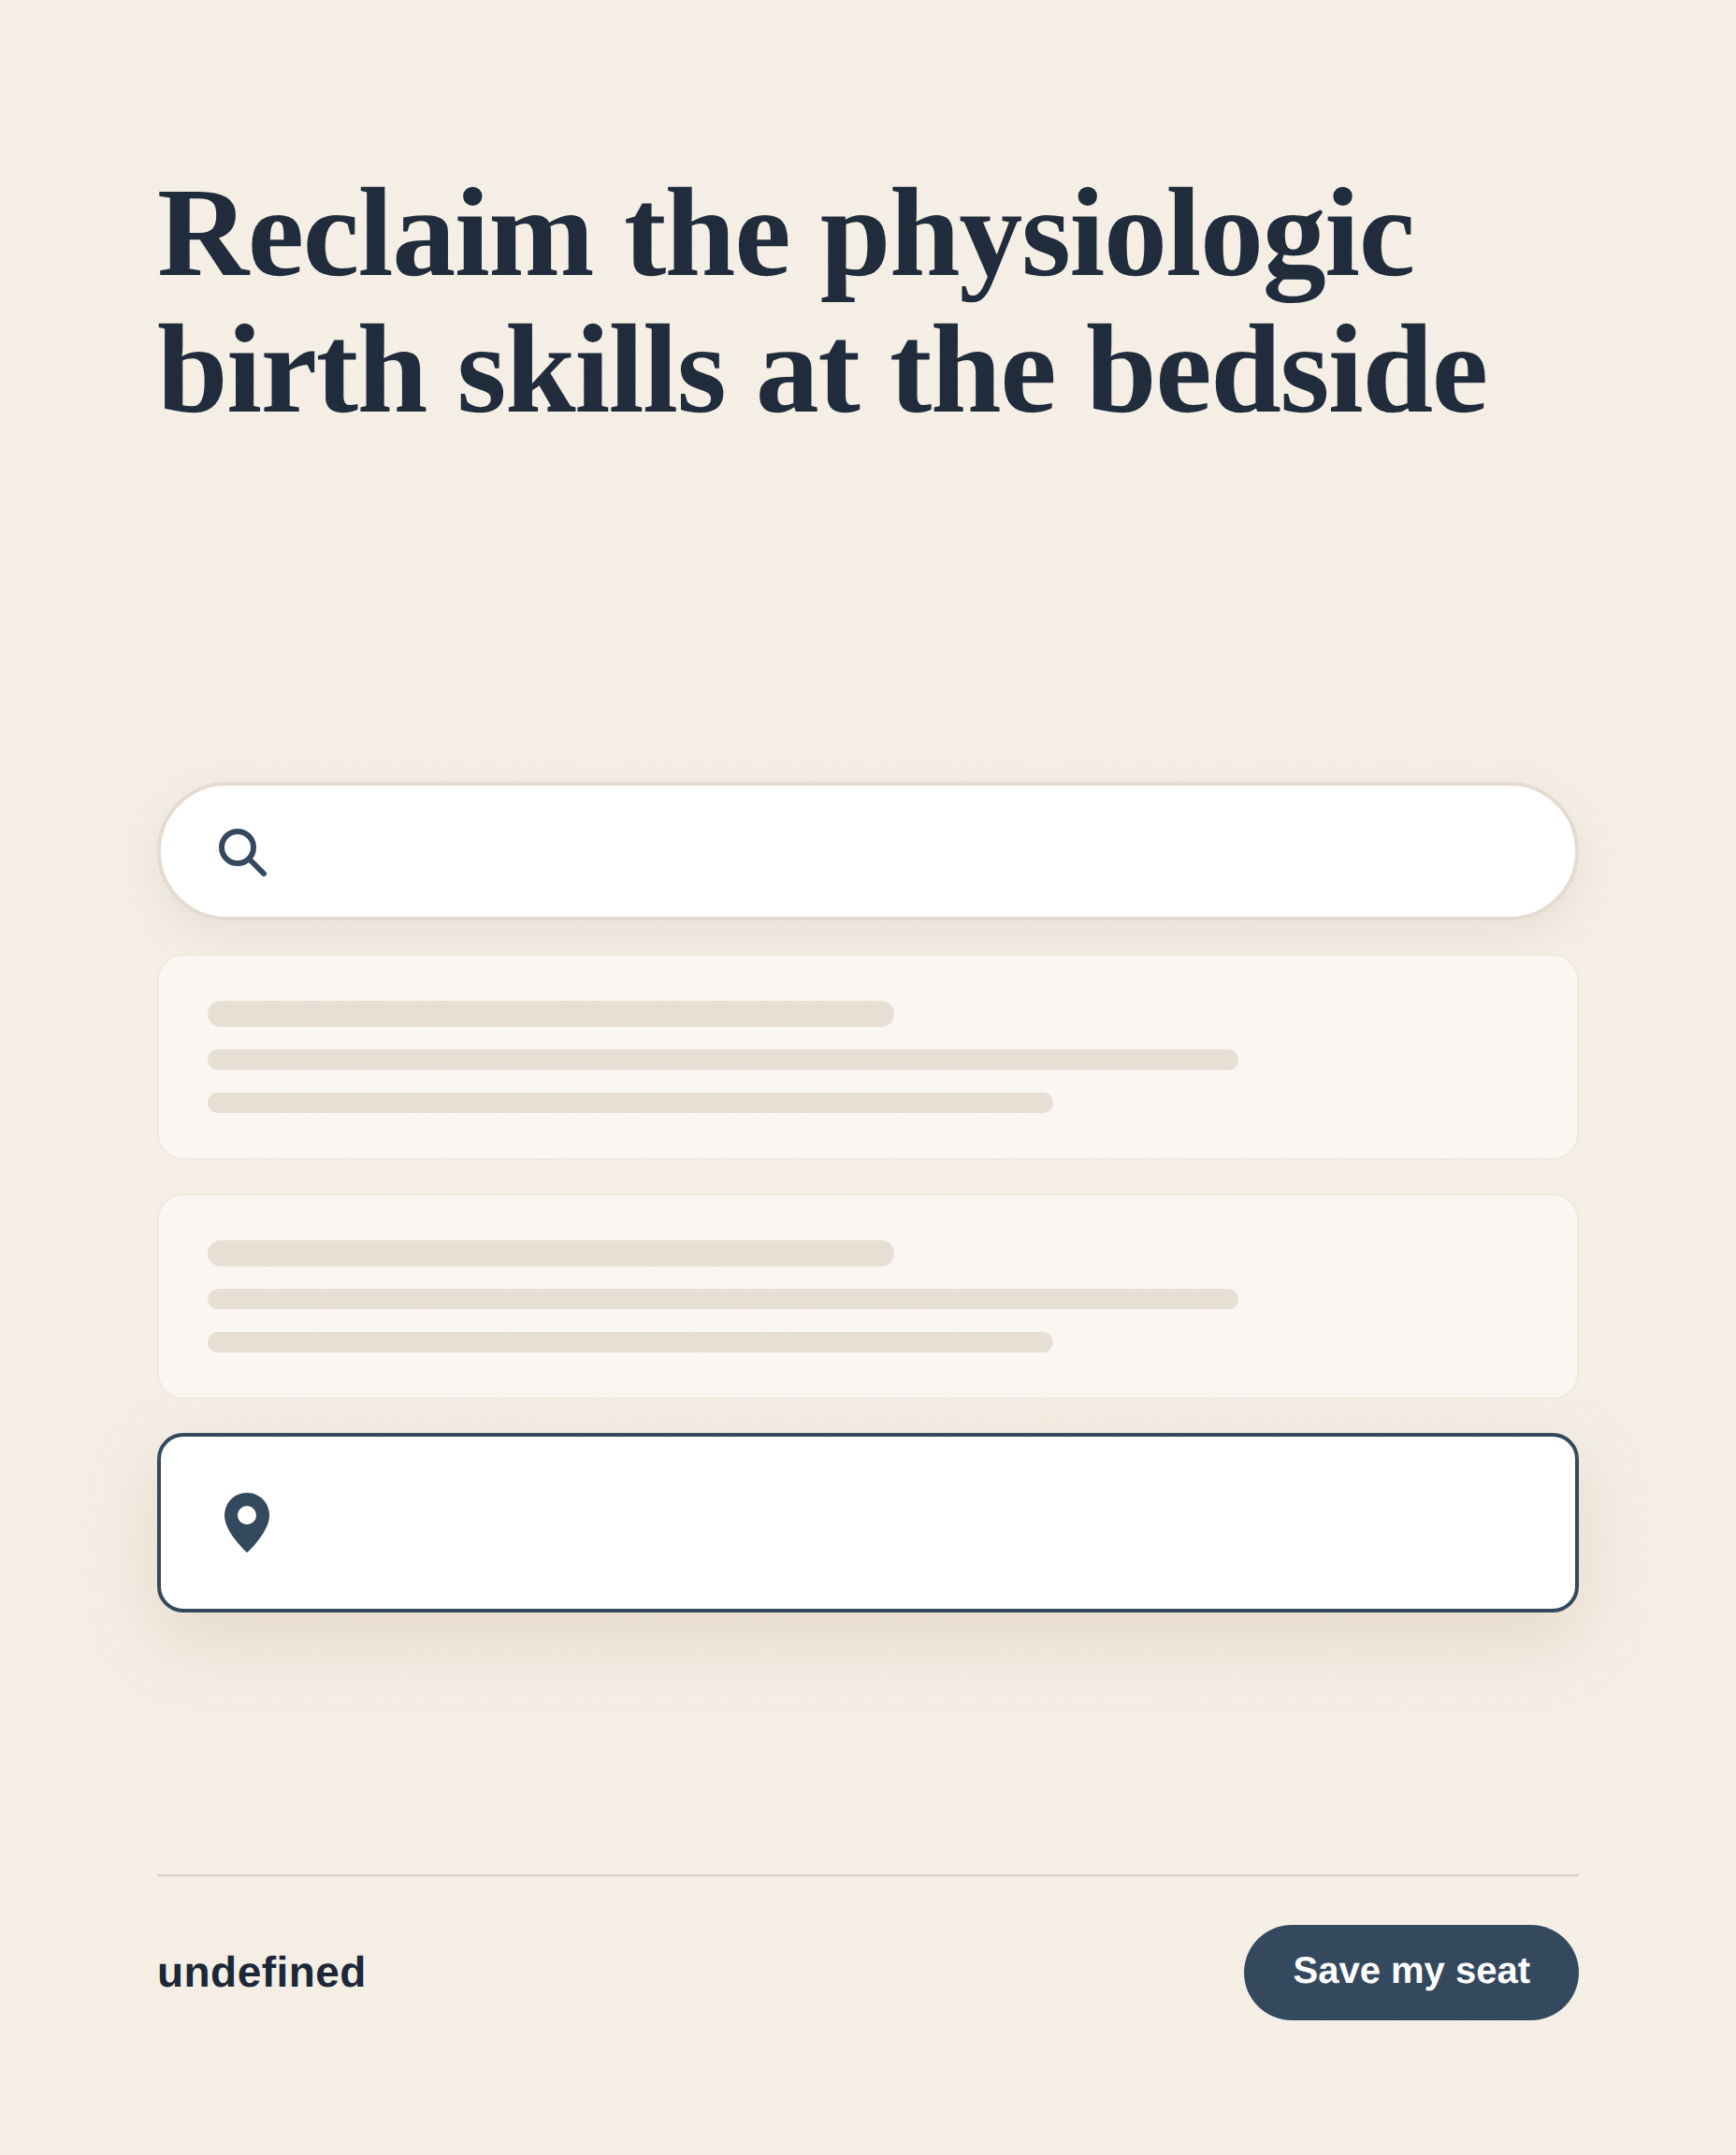 Reclaim the physiologic
birth skills at the bedside
undefined
Save my seat